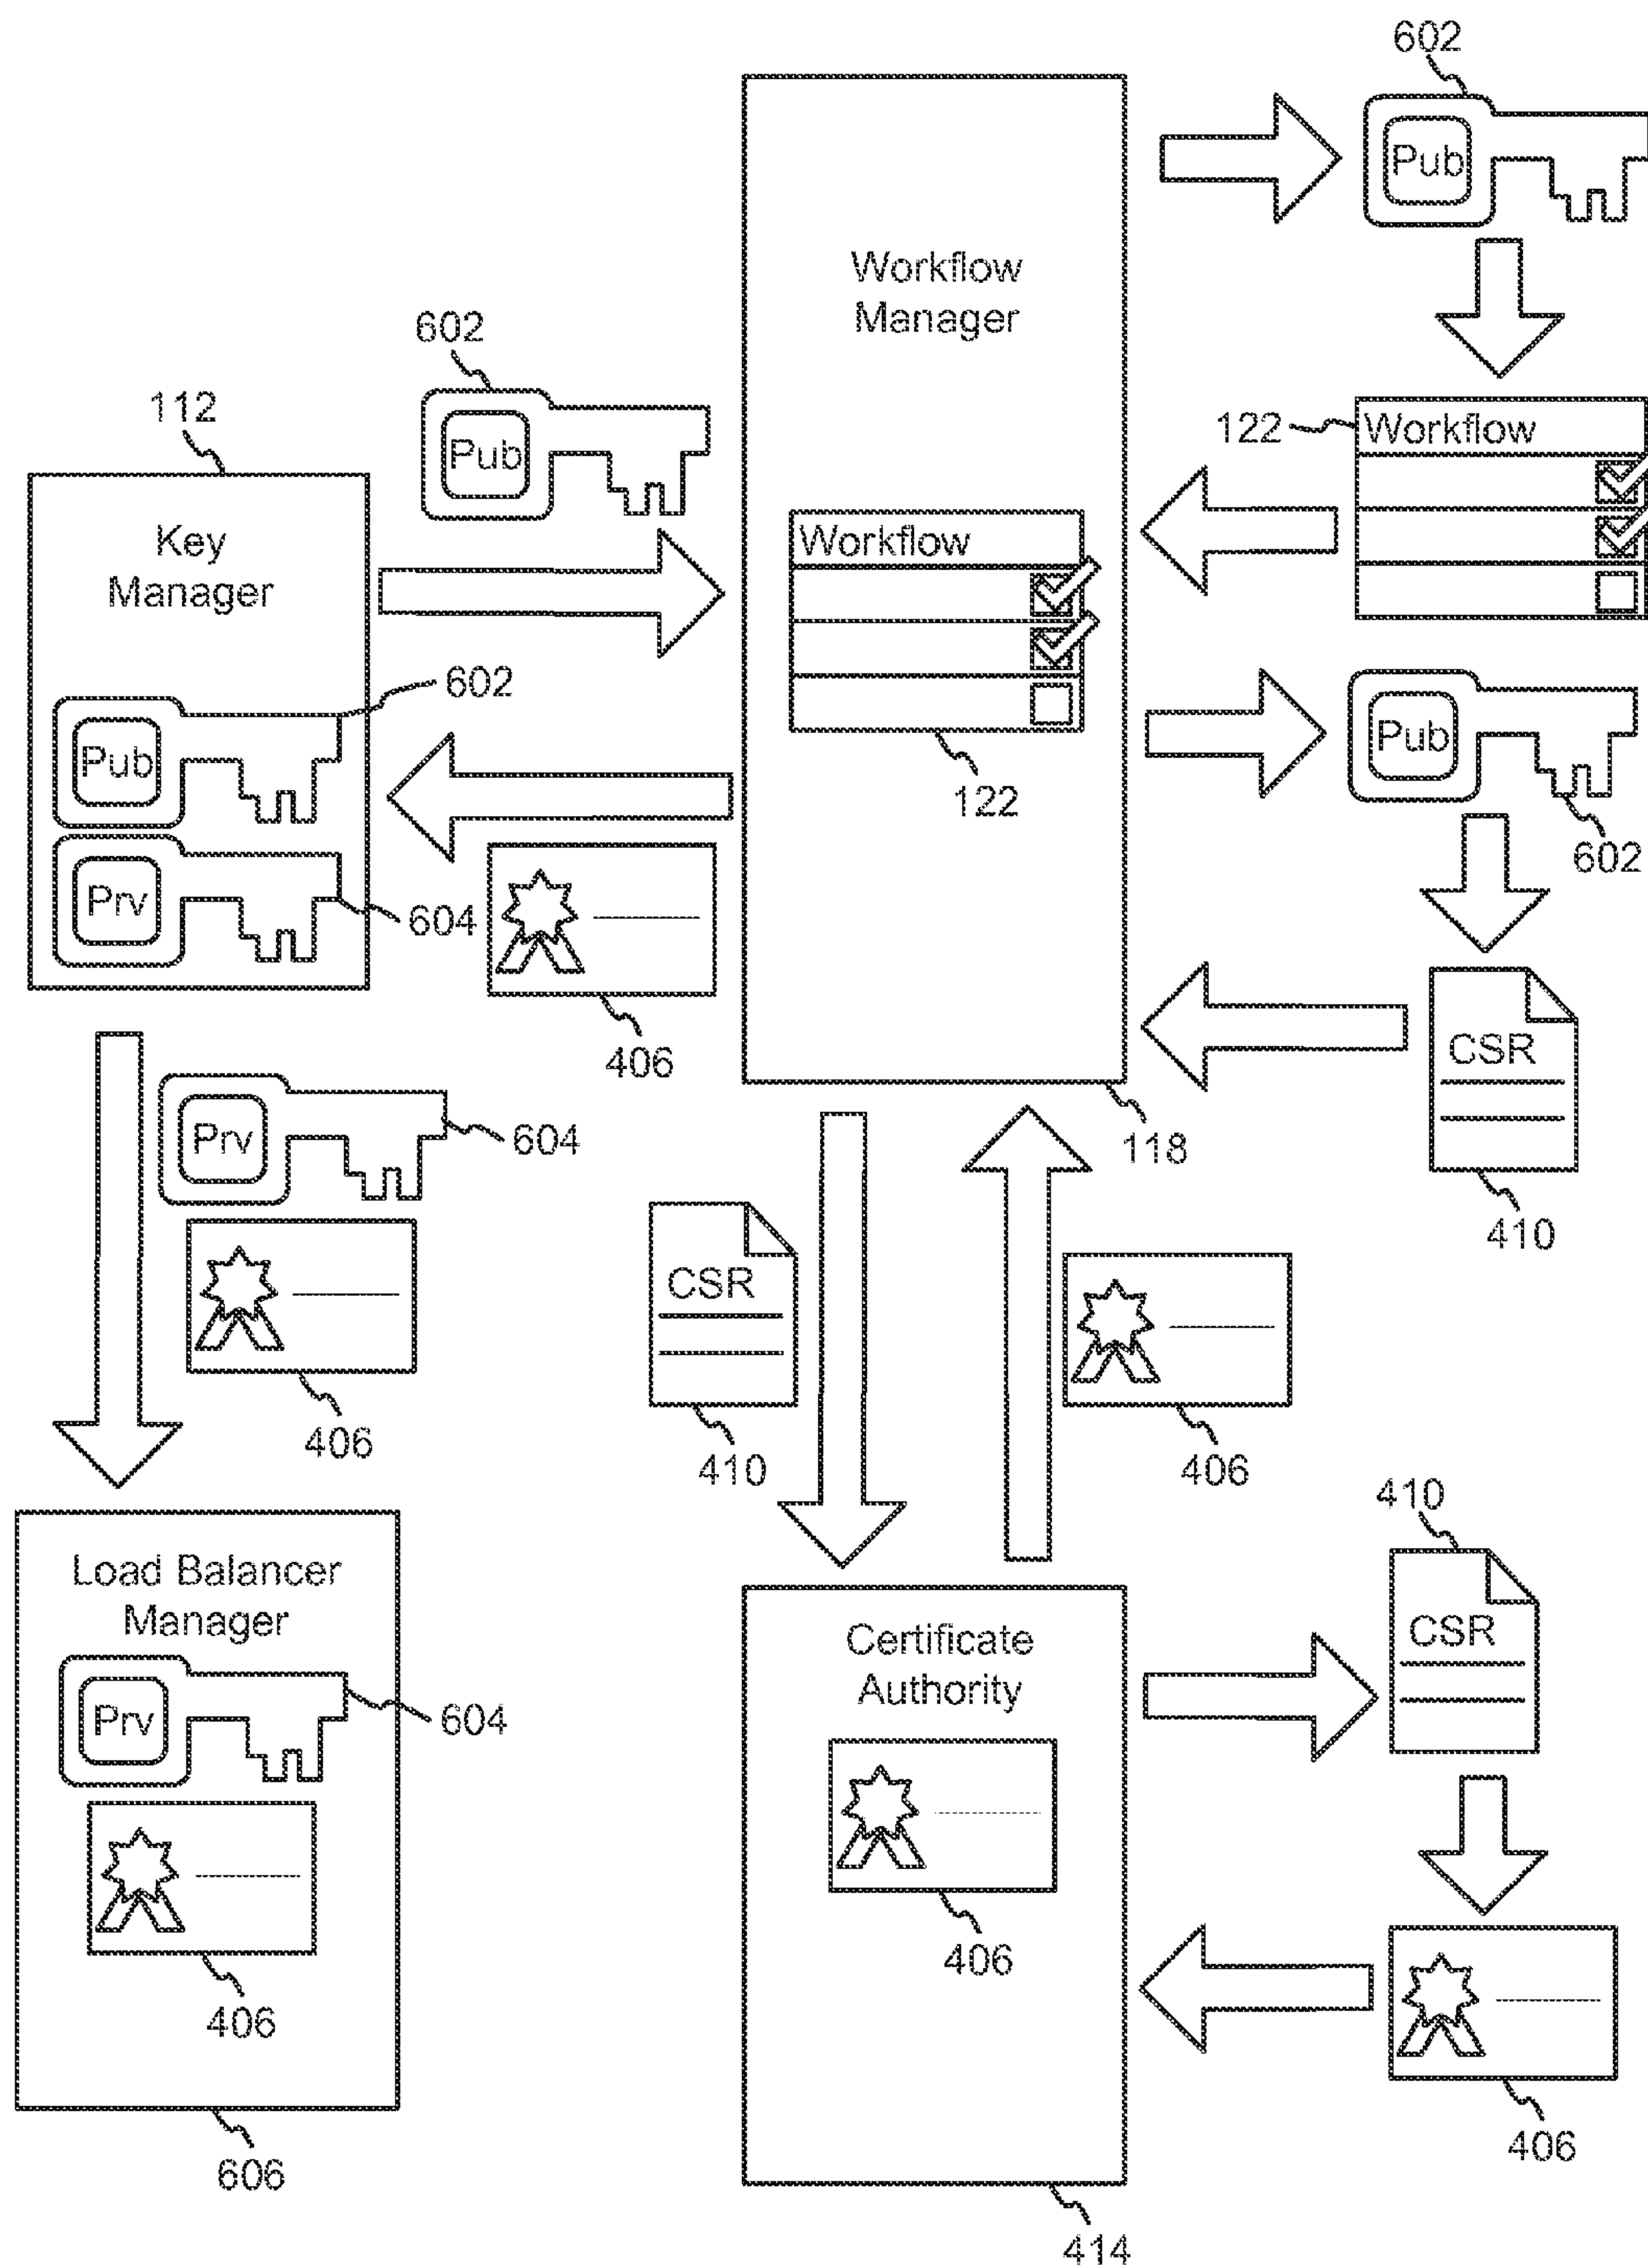 602
Pub
Workflow
Manager
602
Pub
112
122
Workflow
Key
Manager
Workflow
602
Pub
Pub
122
602
Prv
604
CSR
406
Prv
604
118
410
CSR
CSR
406
410
406
410
Load Balancer
Manager
Certificate
Authority
CSR
Prv
604
406
406
406
606
414